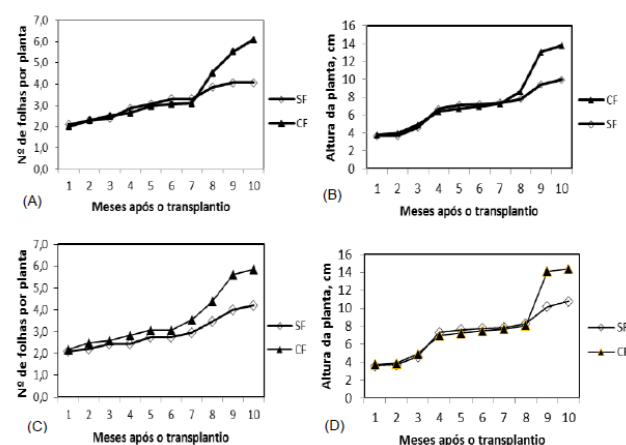 Nº de folhas por planta
7,0
6,0
5,0
4,0
3,0
2,0
1,0
0,0
1 2 3 4 5 6 7 8 9 10
Meses após o transplantio
SF
CF
(A)
Altura da planta, cm
16
14
12
10
8
6
4
2
0
1 2 3 4 5 6 7 8 9 10
Meses após o transplantio
CF
SF
(B)
Nº de folhas por planta
7,0
6,0
5,0
4,0
3,0
2,0
1,0
0,0
1 2 3 4 5 6 7 8 9 10
Meses após o transplantio
SF
CF
(C)
Altura da planta, cm
16
14
12
10
8
6
4
2
0
1 2 3 4 5 6 7 8 9 10
Meses após o transplantio
SF
CF
(D)